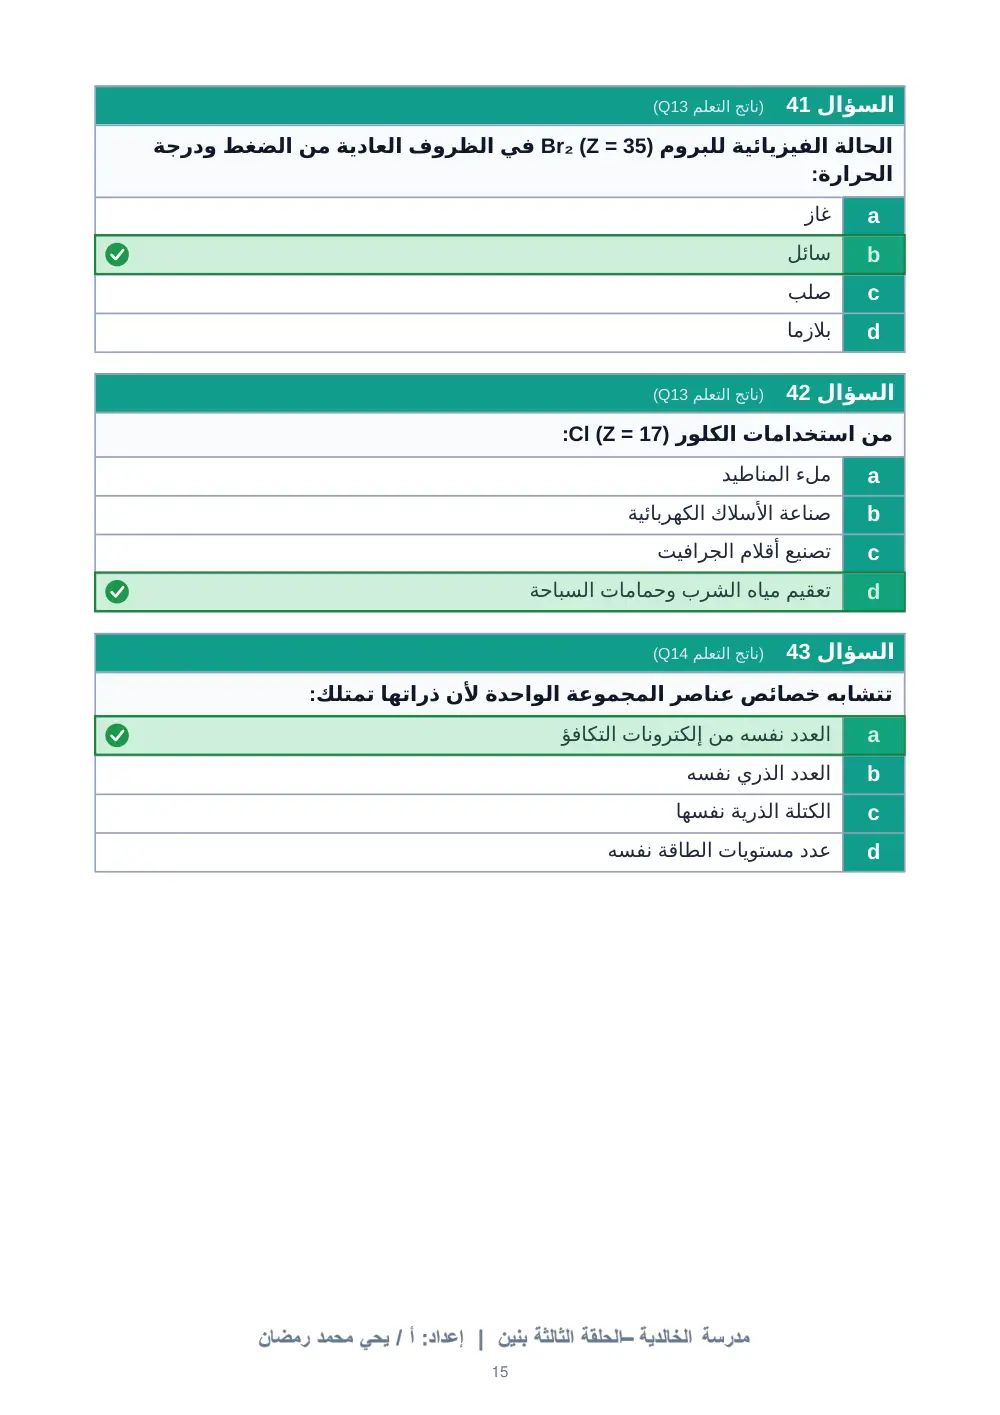 السؤال 41 (ناتج التعلم Q13)
الحالة الفيزيائية للبروم Br₂ (Z = 35) في الظروف العادية من الضغط ودرجة
الحرارة:
a غاز
b سائل
c صلب
d بلازما
السؤال 42 (ناتج التعلم Q13)
من استخدامات الكلور Cl (Z = 17):
a ملء المناطيد
b صناعة الأسلاك الكهربائية
c تصنيع أقلام الجرافيت
d تعقيم مياه الشرب وحمامات السباحة
السؤال 43 (ناتج التعلم Q14)
تتشابه خصائص عناصر المجموعة الواحدة لأن ذراتها تمتلك:
a العدد نفسه من إلكترونات التكافؤ
b العدد الذري نفسه
c الكتلة الذرية نفسها
d عدد مستويات الطاقة نفسه
مدرسة الخالدية –الحلقة الثالثة بنين | إعداد: أ / يحي محمد رمضان
15